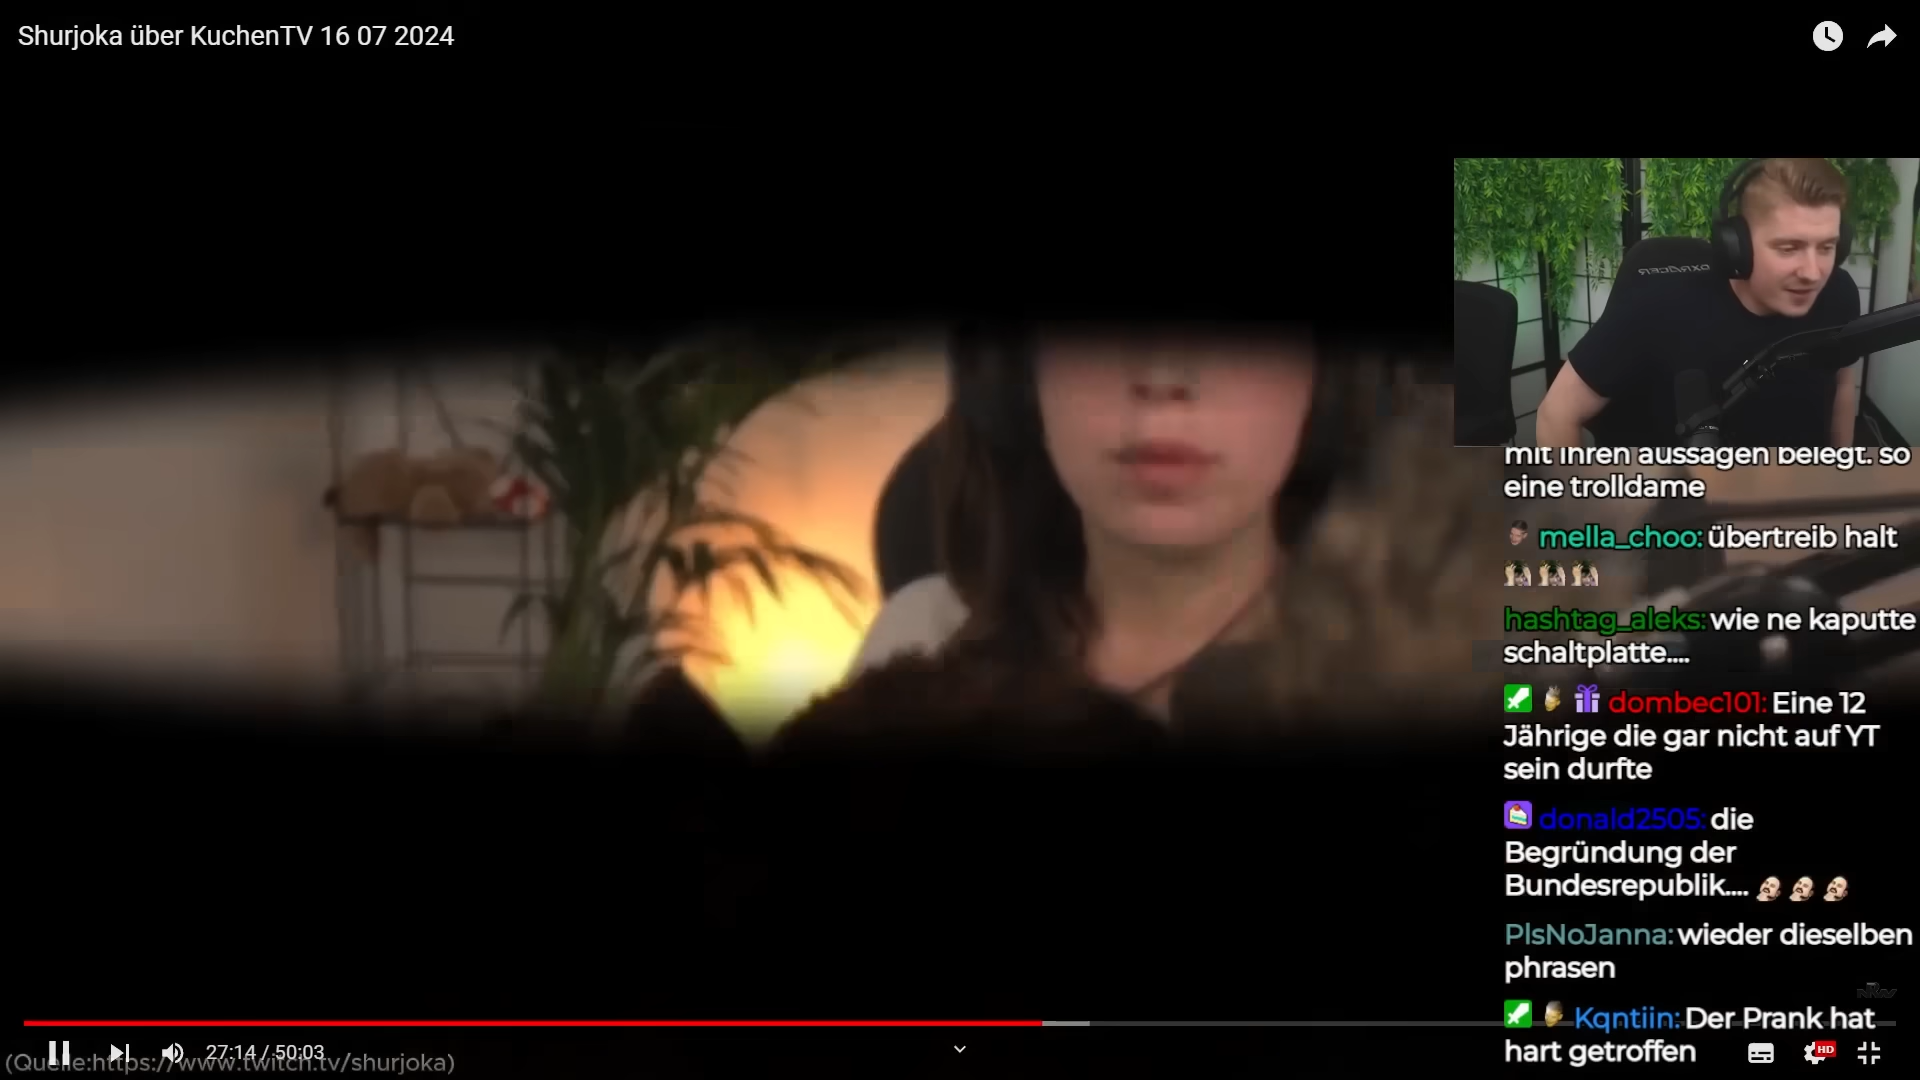 Shurjoka über KuchenTV 16 07 2024
mit ihren aussagen belegt. so
eine trolldame
mella_choo: übertreib halt
hashtag_aleks: wie ne kaputte
schaltplatte....
dombec101: Eine 12
Jährige die gar nicht auf YT
sein durfte
donald2505: die
Begründung der
Bundesrepublik....
PlsNoJanna: wieder dieselben
phrasen
Kqntiin: Der Prank hat
hart getroffen
27:14 / 50:03
HD
(Quelle:https://www.twitch.tv/shurjoka)